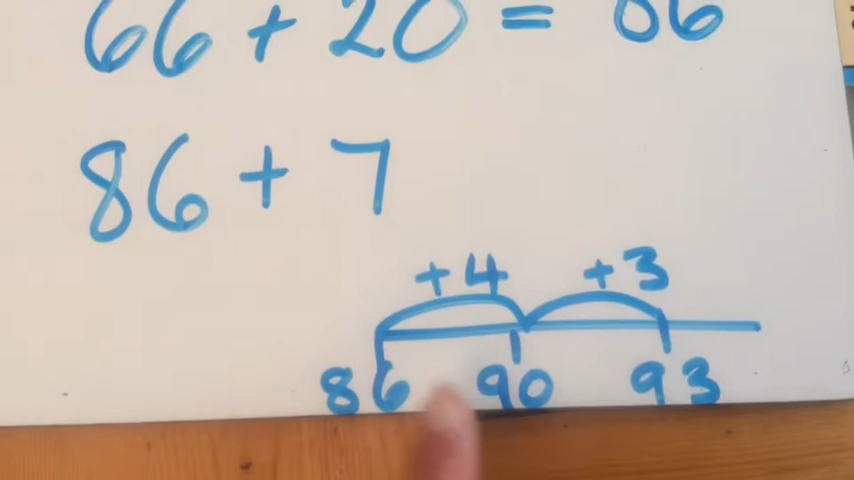 66 + 20 = 86
86 + 7
+4 +3
86 90 93